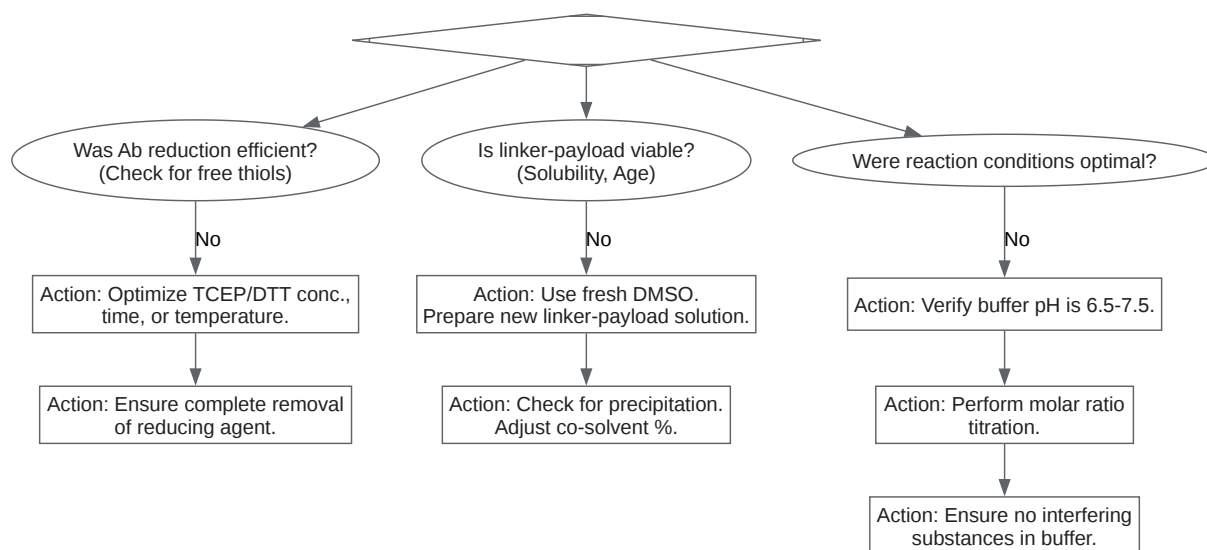 Was Ab reduction efficient?
(Check for free thiols)
Is linker-payload viable?
(Solubility, Age)
Were reaction conditions optimal?
No
No
No
Action: Optimize TCEP/DTT conc.,
time, or temperature.
Action: Use fresh DMSO.
Prepare new linker-payload solution.
Action: Verify buffer pH is 6.5-7.5.
Action: Ensure complete removal
of reducing agent.
Action: Check for precipitation.
Adjust co-solvent %.
Action: Perform molar ratio
titration.
Action: Ensure no interfering
substances in buffer.